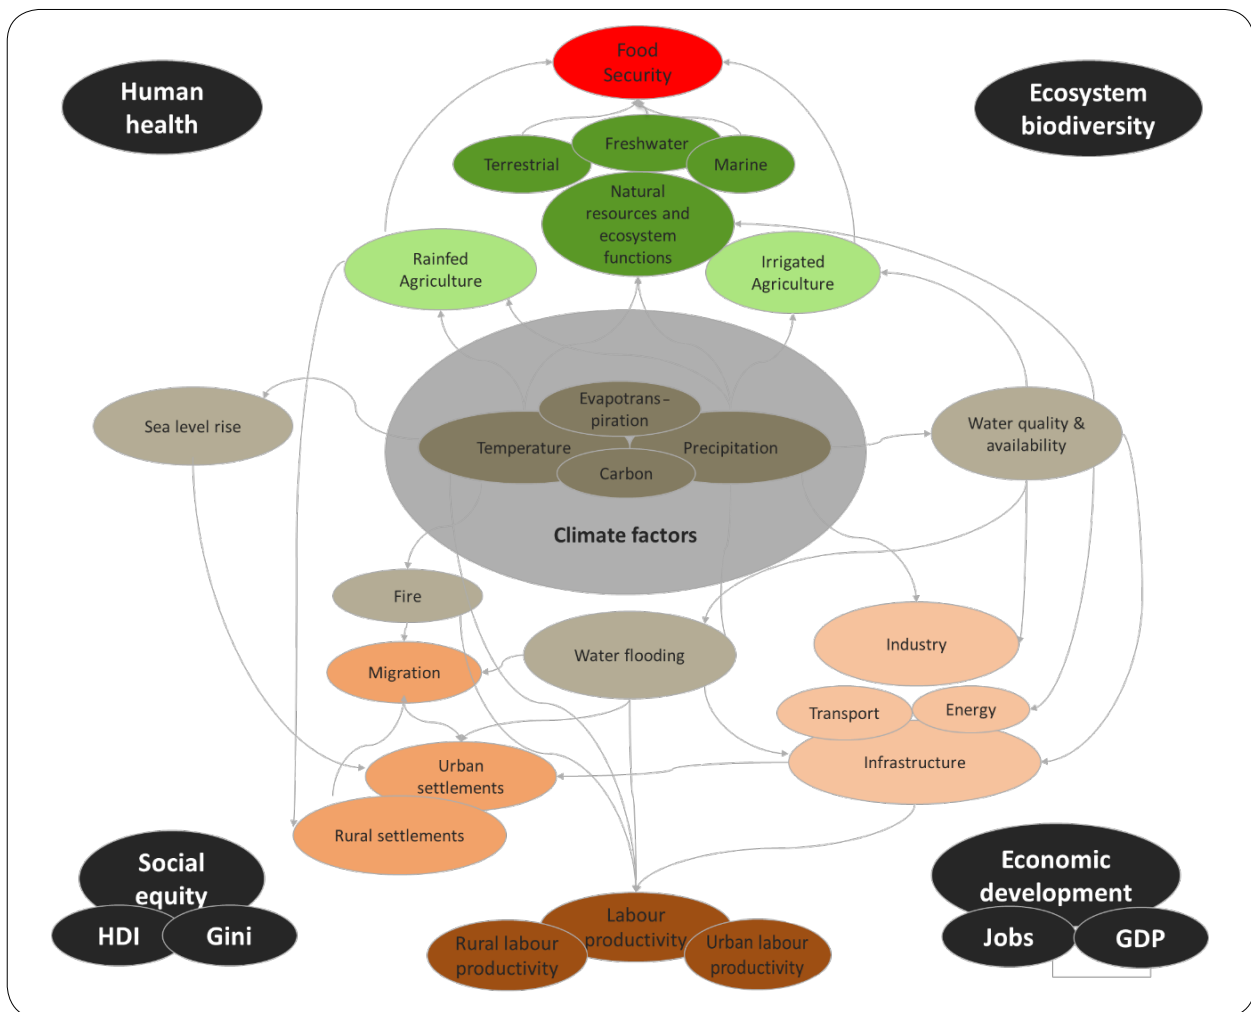 Food
Security
Human
health
Ecosystem
biodiversity
Freshwater
Terrestrial
Marine
Natural
resources and
ecosystem
functions
Rainfed
Agriculture
Irrigated
Agriculture
Evapotrans–
piration
Sea level rise
Temperature
Precipitation
Water quality &
availability
Carbon
Climate factors
Fire
Migration
Water flooding
Industry
Transport
Energy
Infrastructure
Urban
settlements
Rural settlements
Social
equity
HDI
Gini
Economic
development
Jobs
GDP
Labour
productivity
Rural labour
productivity
Urban labour
productivity